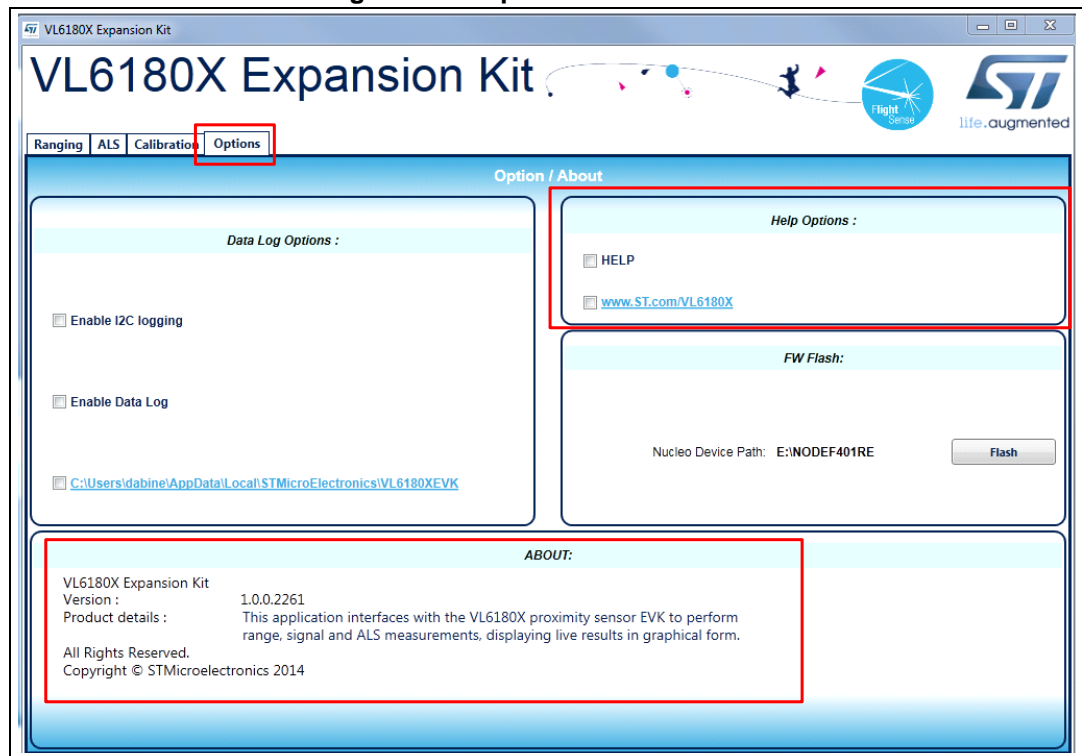 VL6180X Expansion Kit
VL6180X Expansion Kit
Flight
Sense
life.augmented
Ranging ALS Calibration Options
Option / About
Data Log Options :
Enable I2C logging
Enable Data Log
C:\Users\dabine\AppData\Local\STMicroElectronics\VL6180XEVK
Help Options :
HELP
www.ST.com/VL6180X
FW Flash:
Nucleo Device Path: E:\NODEF401RE Flash
ABOUT:
VL6180X Expansion Kit
Version : 1.0.0.2261
Product details : This application interfaces with the VL6180X proximity sensor EVK to perform
range, signal and ALS measurements, displaying live results in graphical form.
All Rights Reserved.
Copyright © STMicroelectronics 2014